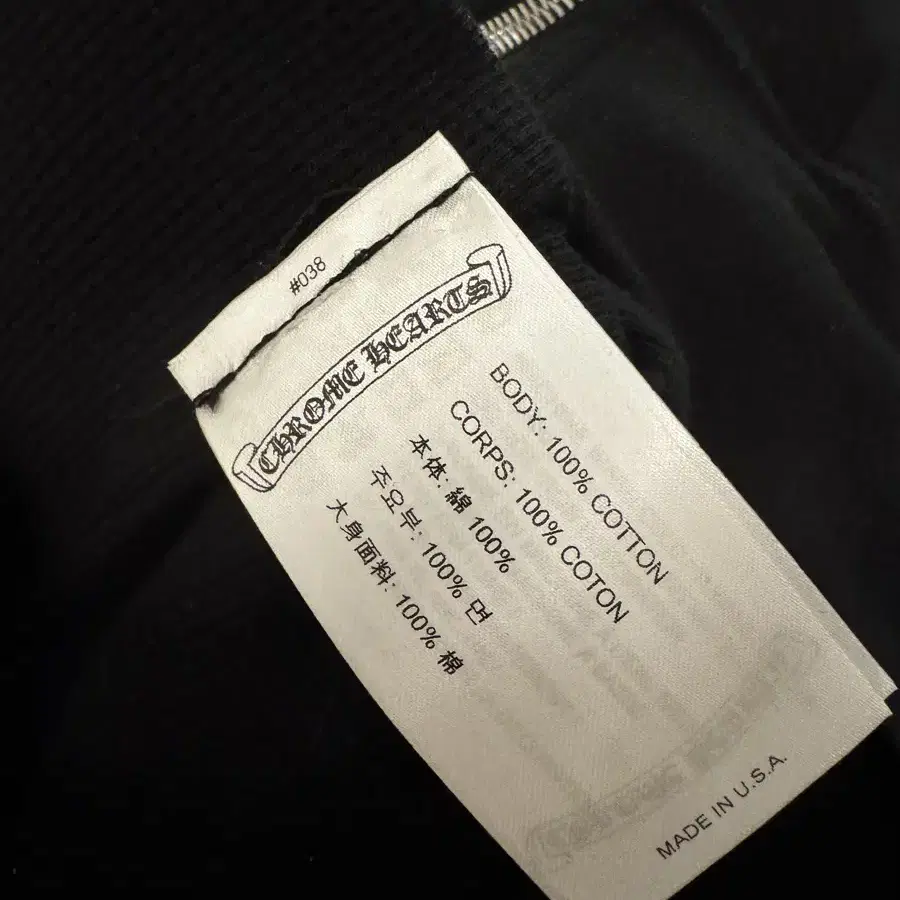 #038
CHROME HEARTS
BODY: 100% COTTON
CORPS: 100% COTON
本体: 綿 100%
주요부: 100% 면
大身面料: 100% 棉
MADE IN U.S.A.